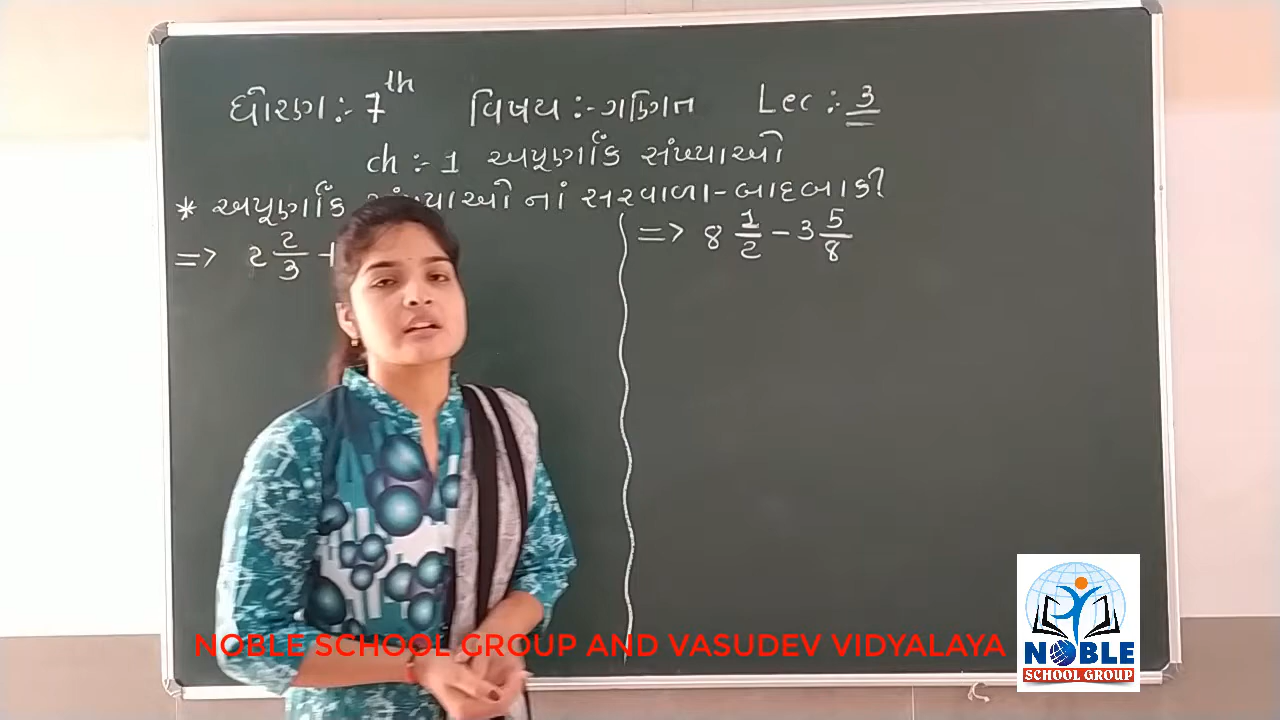 ધોરણ :- 7th વિષય :- ગણિત Lec :- 3
ch :- 1 અપૂર્ણાંક સંખ્યાઓ
* અપૂર્ણાંક સંખ્યાઓ નાં સરવાળા - બાદબાકી
=> 2 2/3 +
=> 8 1/2 - 3 5/8
NOBLE SCHOOL GROUP AND VASUDEV VIDYALAYA
NOBLE
SCHOOL GROUP